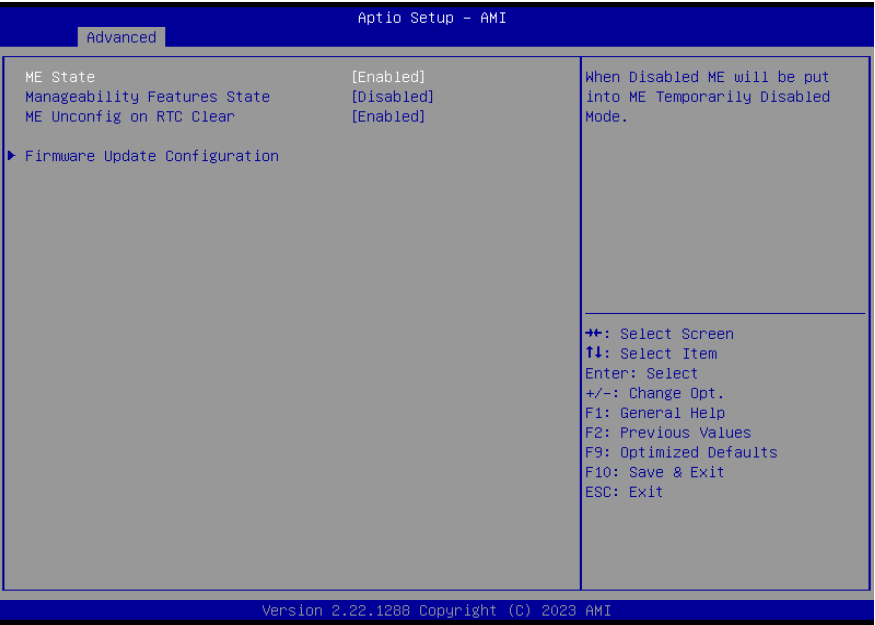 Aptio Setup – AMI
Advanced
ME State [Enabled]
Manageability Features State [Disabled]
ME Unconfig on RTC Clear [Enabled]
▶ Firmware Update Configuration
When Disabled ME will be put
into ME Temporarily Disabled
Mode.
→←: Select Screen
↑↓: Select Item
Enter: Select
+/-: Change Opt.
F1: General Help
F2: Previous Values
F9: Optimized Defaults
F10: Save & Exit
ESC: Exit
Version 2.22.1288 Copyright (C) 2023 AMI